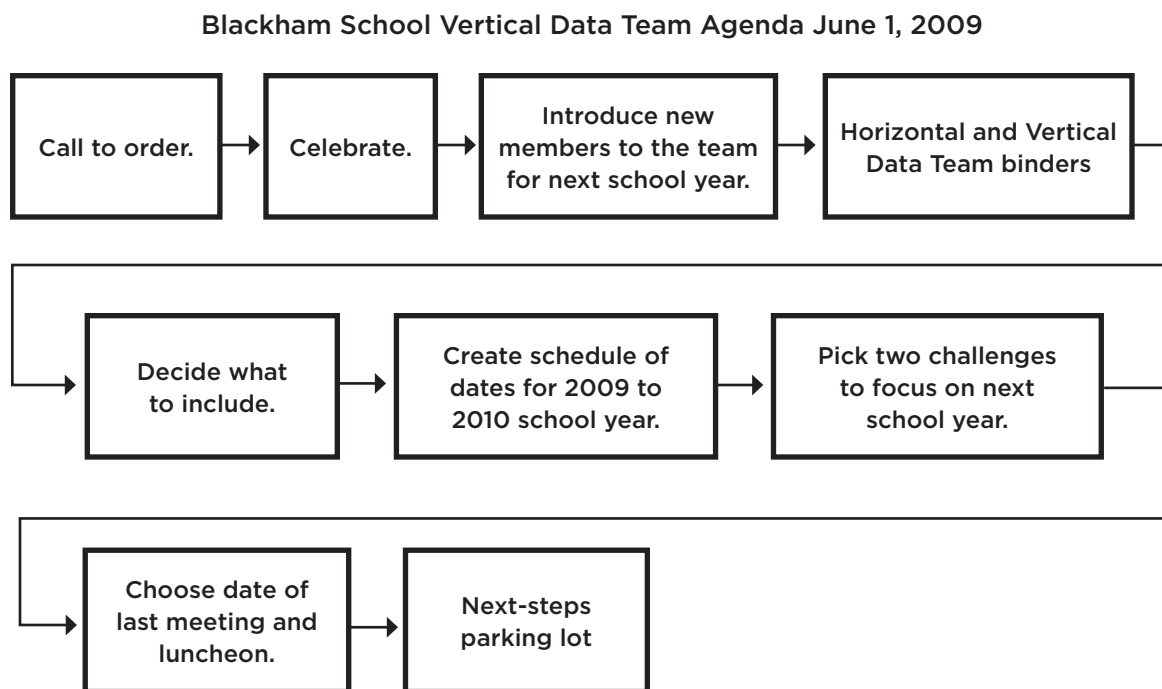 Blackham School Vertical Data Team Agenda June 1, 2009
Call to order.
Celebrate.
Introduce new
members to the team
for next school year.
Horizontal and Vertical
Data Team binders
Decide what
to include.
Create schedule of
dates for 2009 to
2010 school year.
Pick two challenges
to focus on next
school year.
Choose date of
last meeting and
luncheon.
Next-steps
parking lot